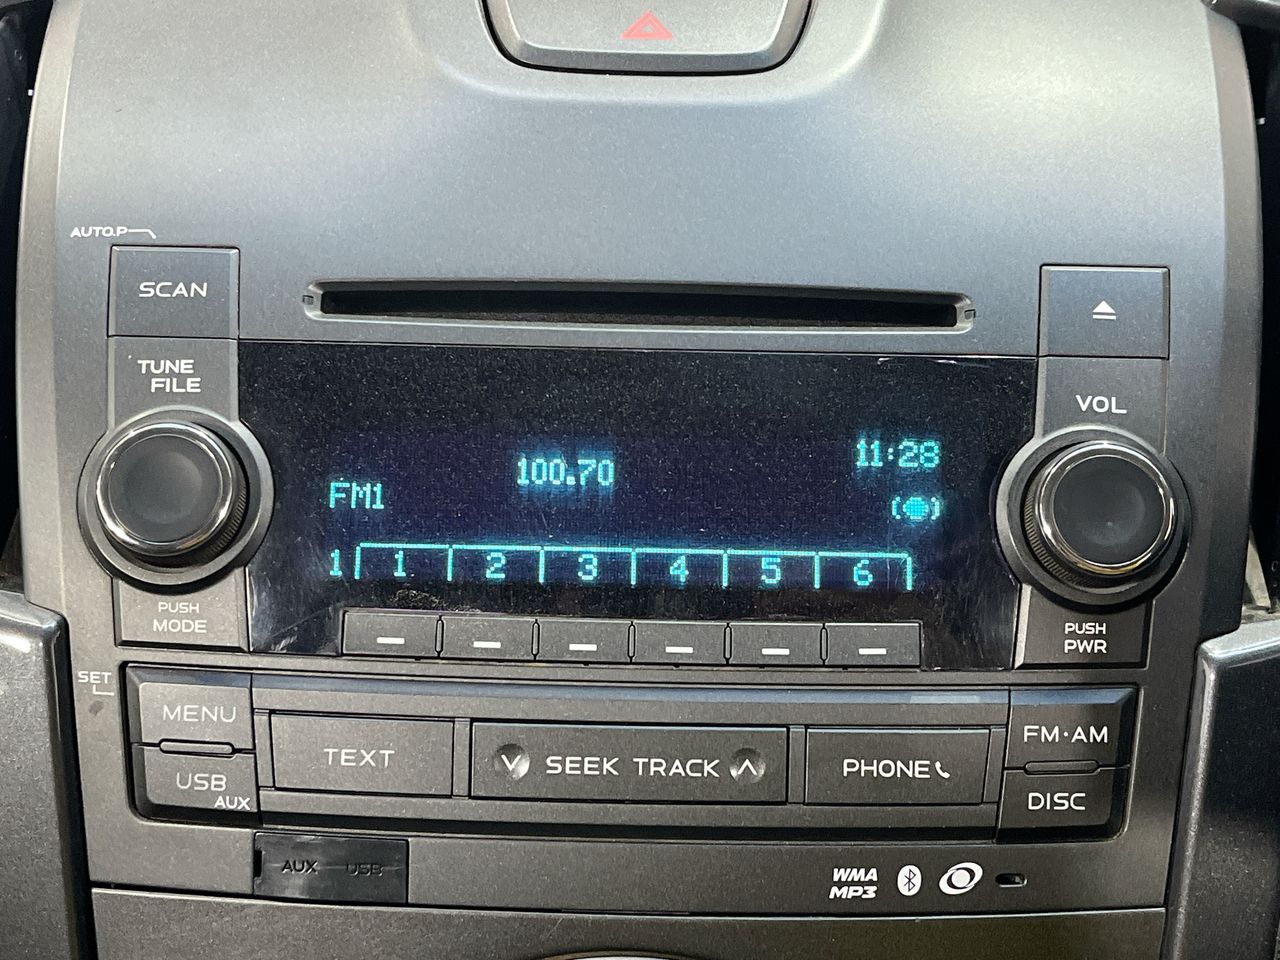 AUTO.P
SCAN
TUNE
FILE
VOL
11:28
100.70
FM1
1 1 2 3 4 5 6
PUSH
MODE
PUSH
PWR
SET
MENU
FM·AM
TEXT
SEEK TRACK
PHONE
USB
AUX
DISC
AUX USB
WMA
MP3